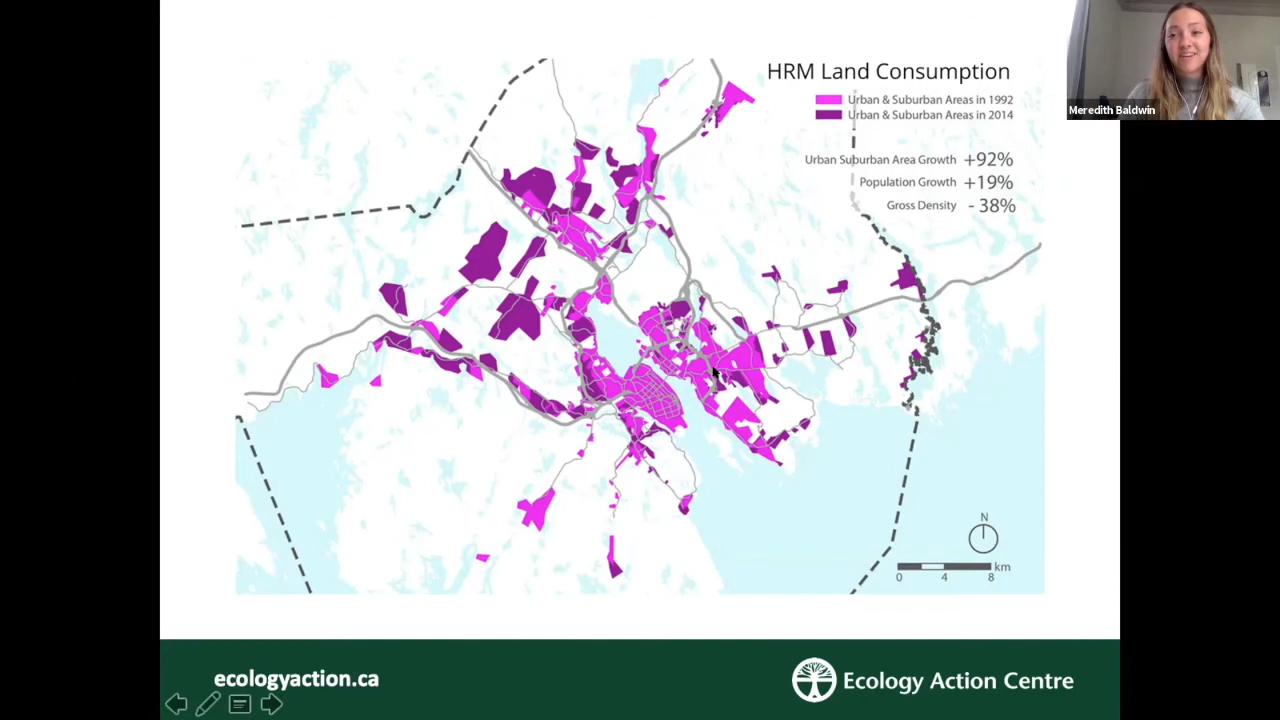 HRM Land Consumption
Urban & Suburban Areas in 1992
Urban & Suburban Areas in 2014
Urban Suburban Area Growth +92%
Population Growth +19%
Gross Density - 38%
Meredith Baldwin
N
km
0 4 8
ecologyaction.ca
Ecology Action Centre